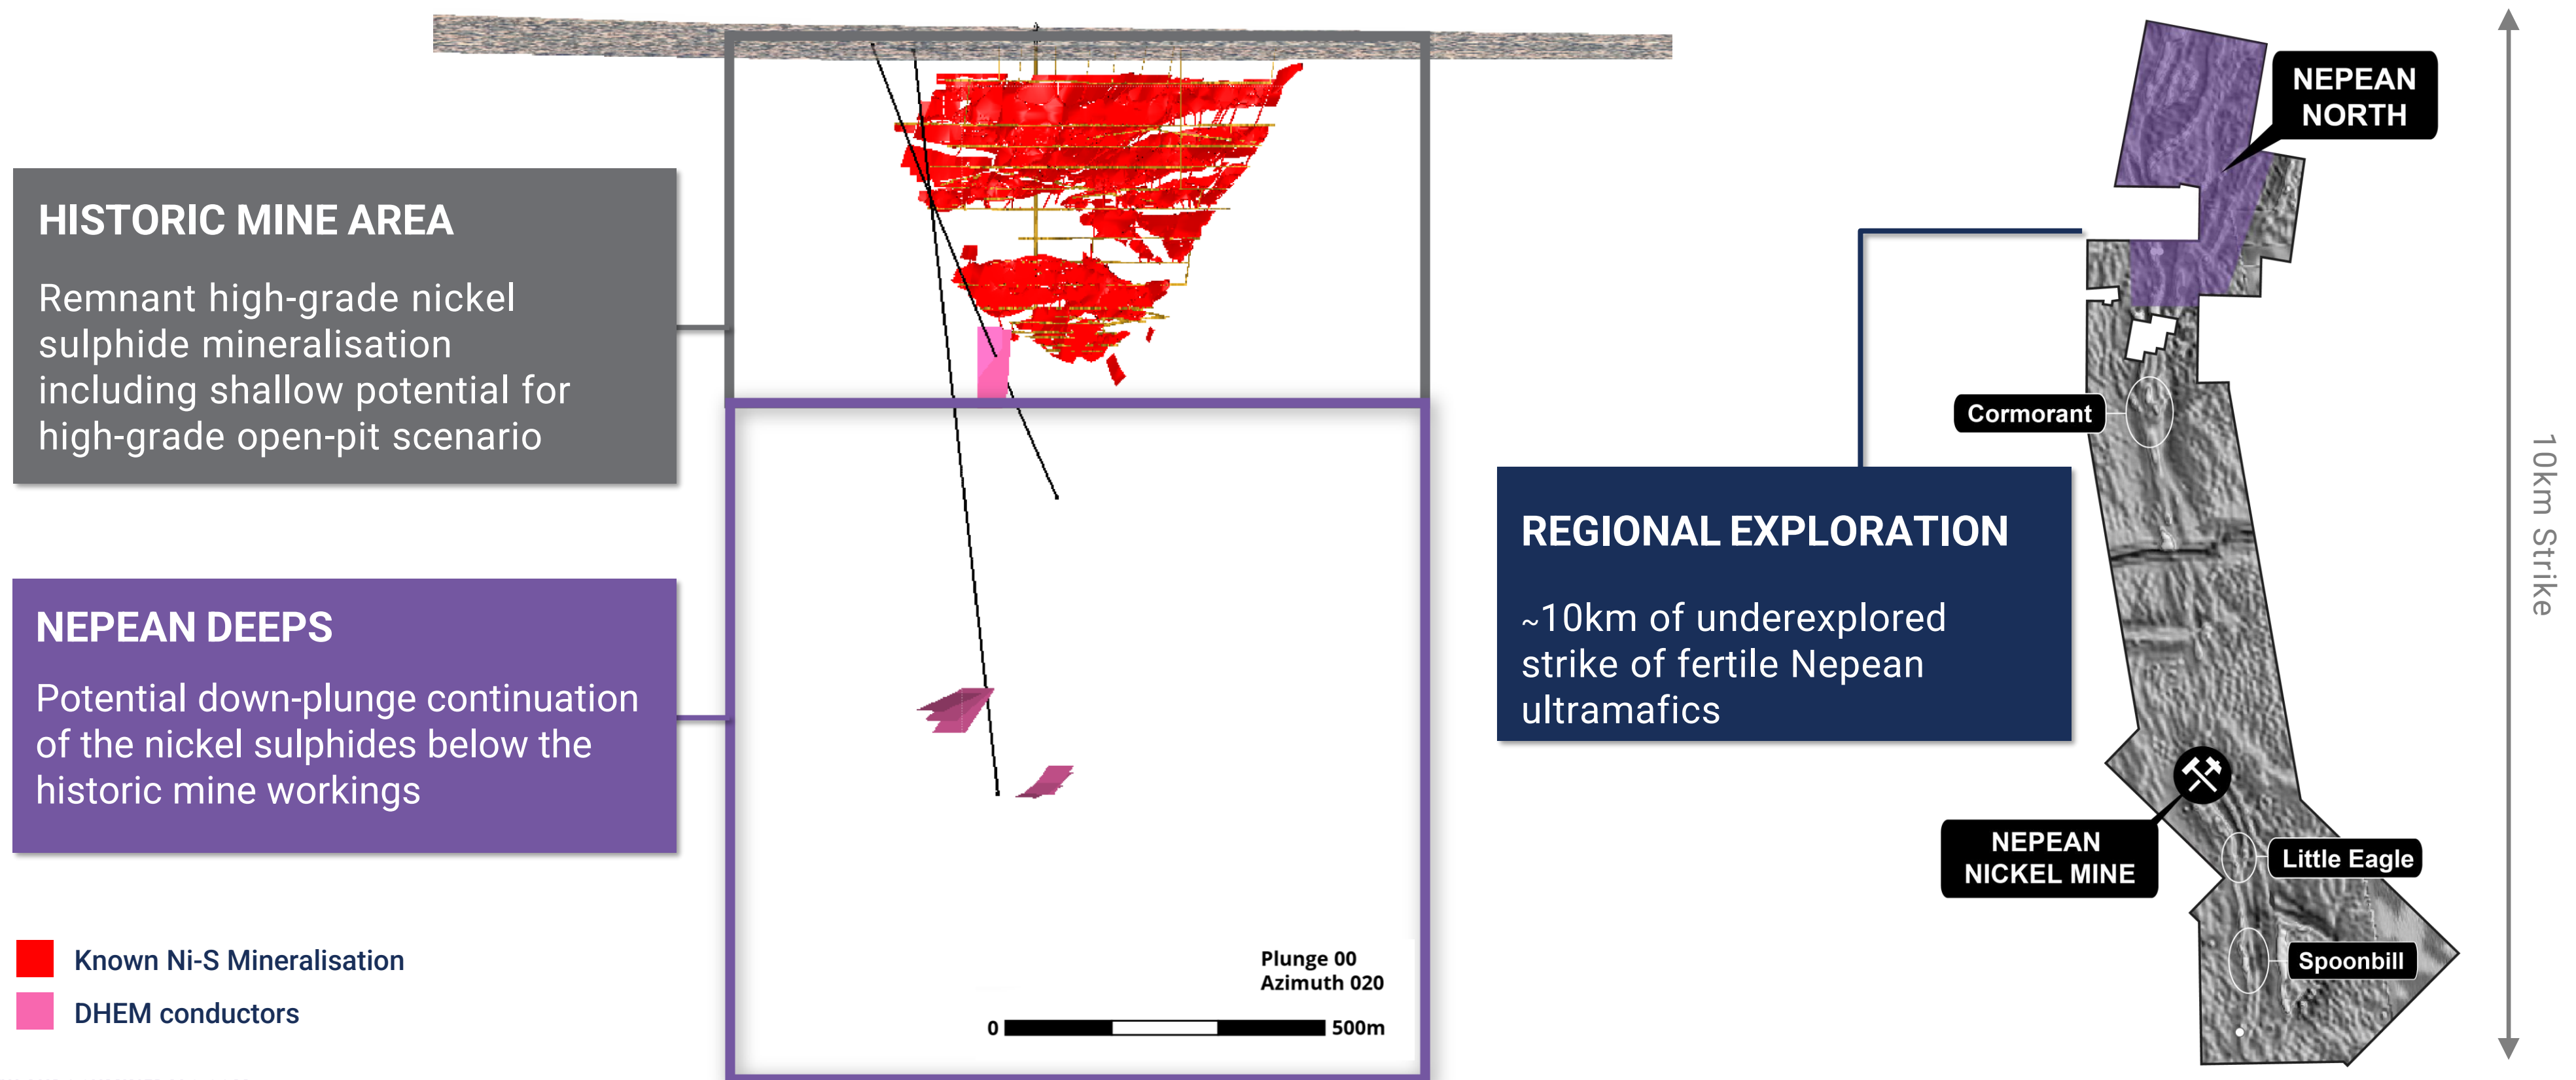 HISTORIC MINE AREA
Remnant high-grade nickel
sulphide mineralisation
including shallow potential for
high-grade open-pit scenario
NEPEAN DEEPS
Potential down-plunge continuation
of the nickel sulphides below the
historic mine workings
Known Ni-S Mineralisation
DHEM conductors
Plunge 00
Azimuth 020
0 500m
REGIONAL EXPLORATION
~10km of underexplored
strike of fertile Nepean
ultramafics
NEPEAN
NORTH
Cormorant
NEPEAN
NICKEL MINE
Little Eagle
Spoonbill
10km Strike